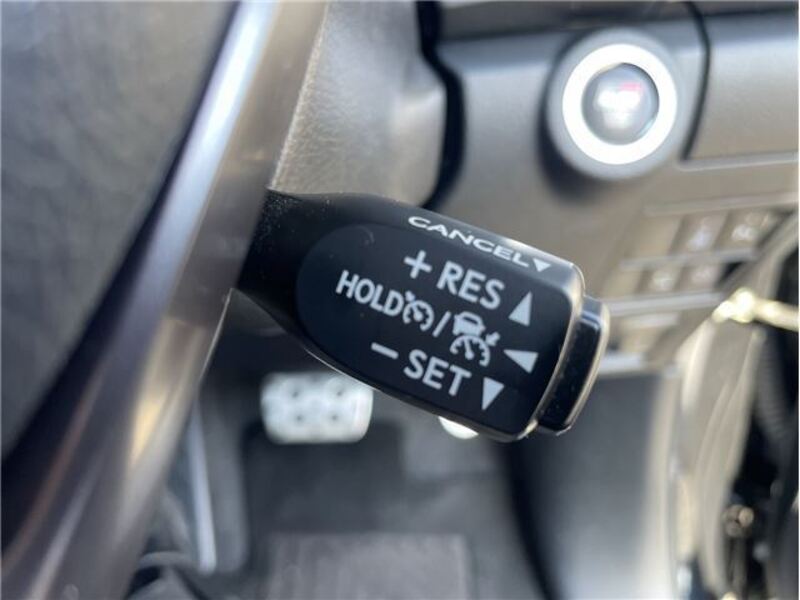 CANCEL▼
+ RES ▲
HOLD / ◀
− SET ▼